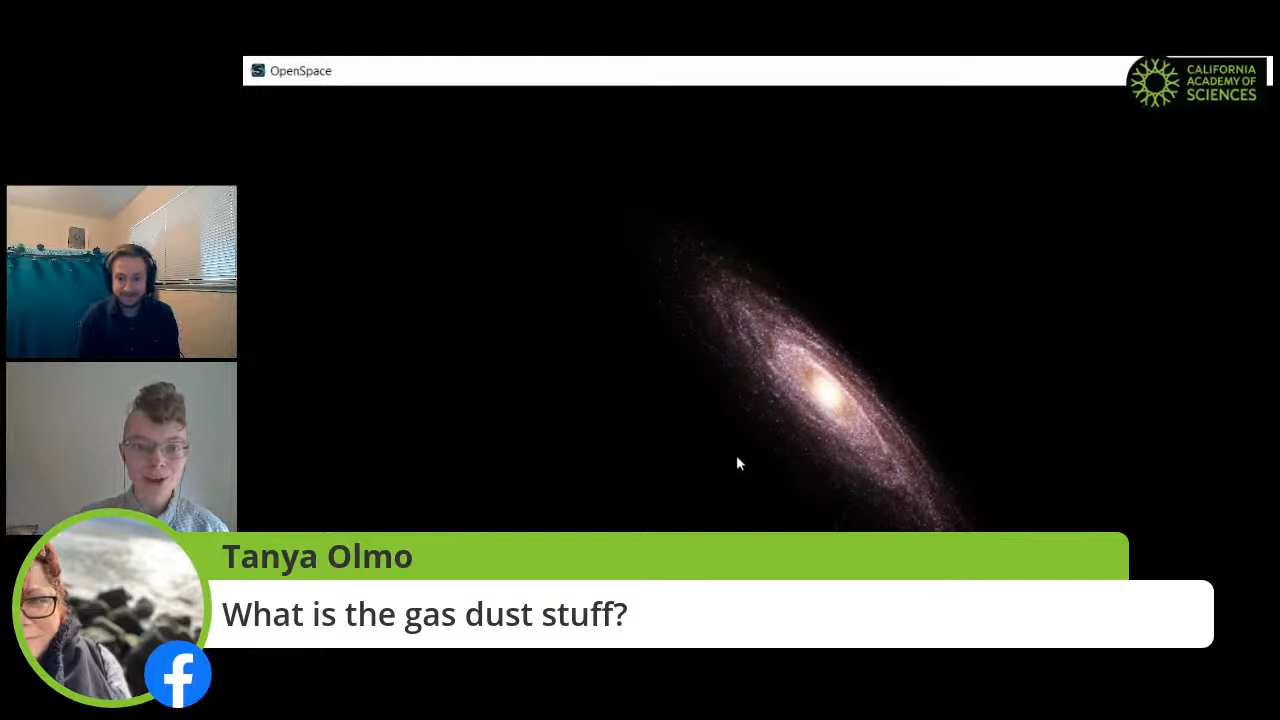 OpenSpace
CALIFORNIA
ACADEMY OF
SCIENCES
Tanya Olmo
What is the gas dust stuff?